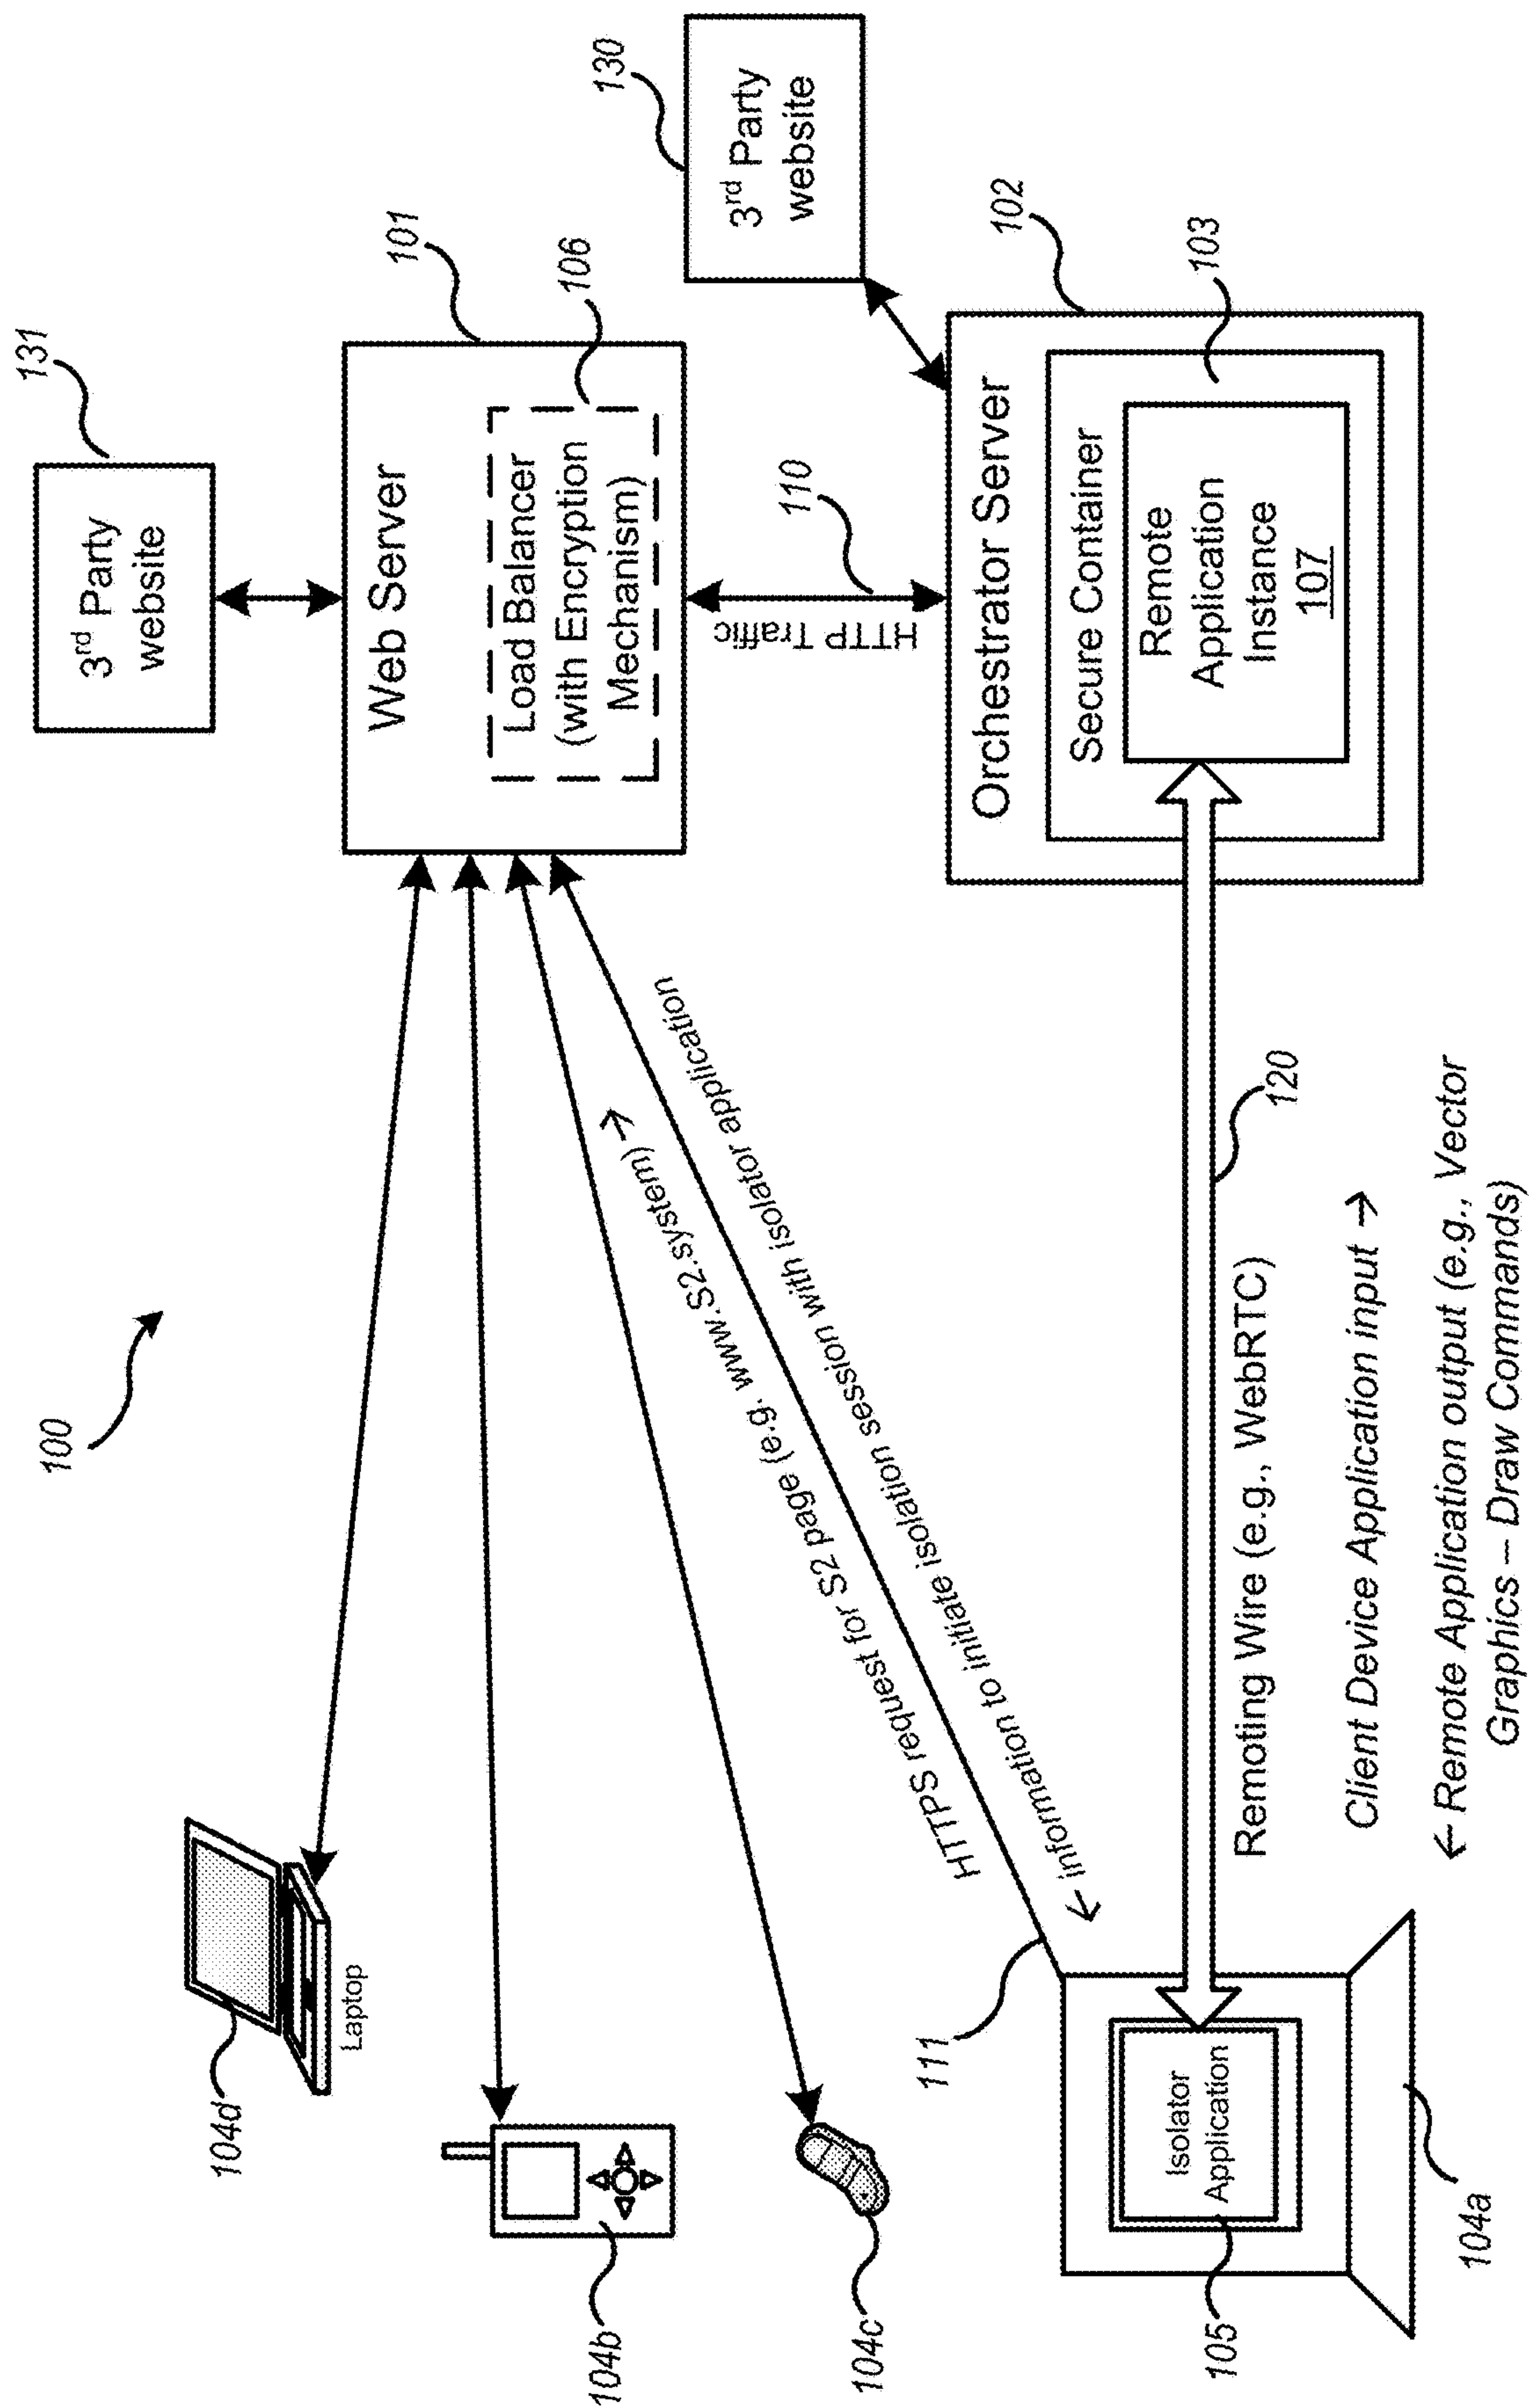 100
131
3rd Party
website
101
Web Server
106
Load Balancer
(with Encryption
Mechanism)
130
3rd Party
website
110
HTTP Traffic
102
Orchestrator Server
103
Secure Container
Remote
Application
Instance
107
104d
Laptop
104b
104c
HTTPS request for S2 page (e.g. www.S2.system) →
← information to initiate isolation session with isolator application
111
Isolator
Application
105
104a
120
Remoting Wire (e.g., WebRTC)
Client Device Application input →
← Remote Application output (e.g., Vector
Graphics – Draw Commands)